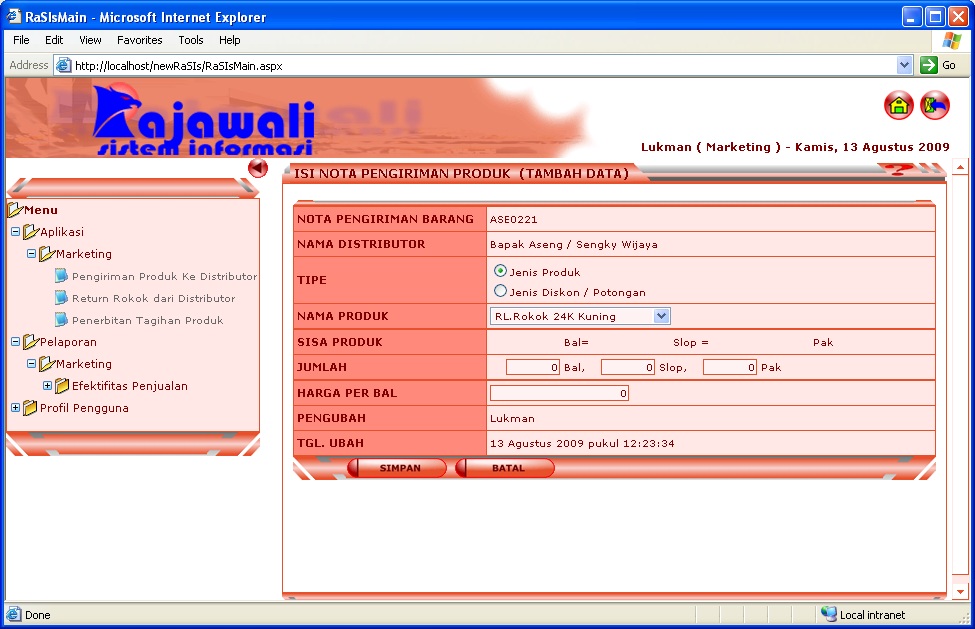 RaSIsMain - Microsoft Internet Explorer
File Edit View Favorites Tools Help
Address http://localhost/newRaSIs/RaSIsMain.aspx Go
Rajawali
sistem informasi
Lukman ( Marketing ) - Kamis, 13 Agustus 2009
ISI NOTA PENGIRIMAN PRODUK (TAMBAH DATA)
Menu
Aplikasi
Marketing
Pengiriman Produk Ke Distributor
Return Rokok dari Distributor
Penerbitan Tagihan Produk
Pelaporan
Marketing
Efektifitas Penjualan
Profil Pengguna
NOTA PENGIRIMAN BARANG ASE0221
NAMA DISTRIBUTOR Bapak Aseng / Sengky Wijaya
TIPE
Jenis Produk
Jenis Diskon / Potongan
NAMA PRODUK RL.Rokok 24K Kuning
SISA PRODUK Bal= Slop = Pak
JUMLAH 0 Bal, 0 Slop, 0 Pak
HARGA PER BAL 0
PENGUBAH Lukman
TGL. UBAH 13 Agustus 2009 pukul 12:23:34
SIMPAN BATAL
Done Local intranet